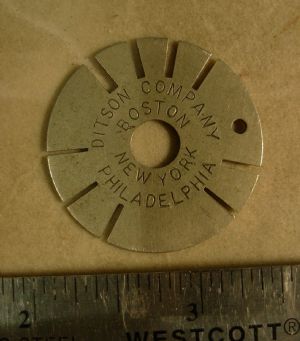 DITSON COMPANY
BOSTON
NEW YORK
PHILADELPHIA
2 3
WESTCOTT®